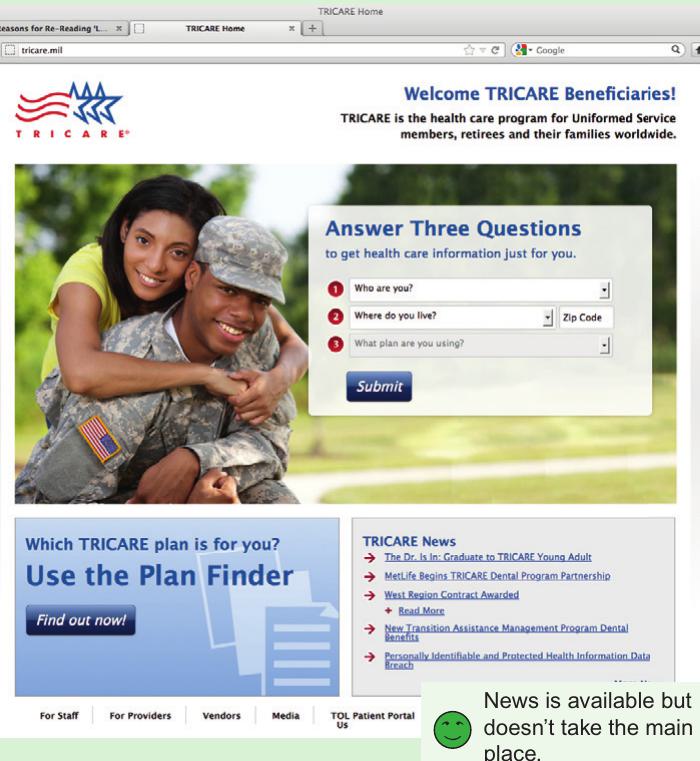 TRICARE Home
easons for Re-Reading 'L...
TRICARE Home
tricare.mil
Google
TRICARE®
Welcome TRICARE Beneficiaries!
TRICARE is the health care program for Uniformed Service
members, retirees and their families worldwide.
Answer Three Questions
to get health care information just for you.
1 Who are you?
2 Where do you live? Zip Code
3 What plan are you using?
Submit
Which TRICARE plan is for you?
Use the Plan Finder
Find out now!
TRICARE News
The Dr. Is In: Graduate to TRICARE Young Adult
MetLife Begins TRICARE Dental Program Partnership
West Region Contract Awarded
+ Read More
New Transition Assistance Management Program Dental
Benefits
Personally Identifiable and Protected Health Information Data
Breach
For Staff For Providers Vendors Media TOL Patient Portal
Us
News is available but
doesn't take the main
place.